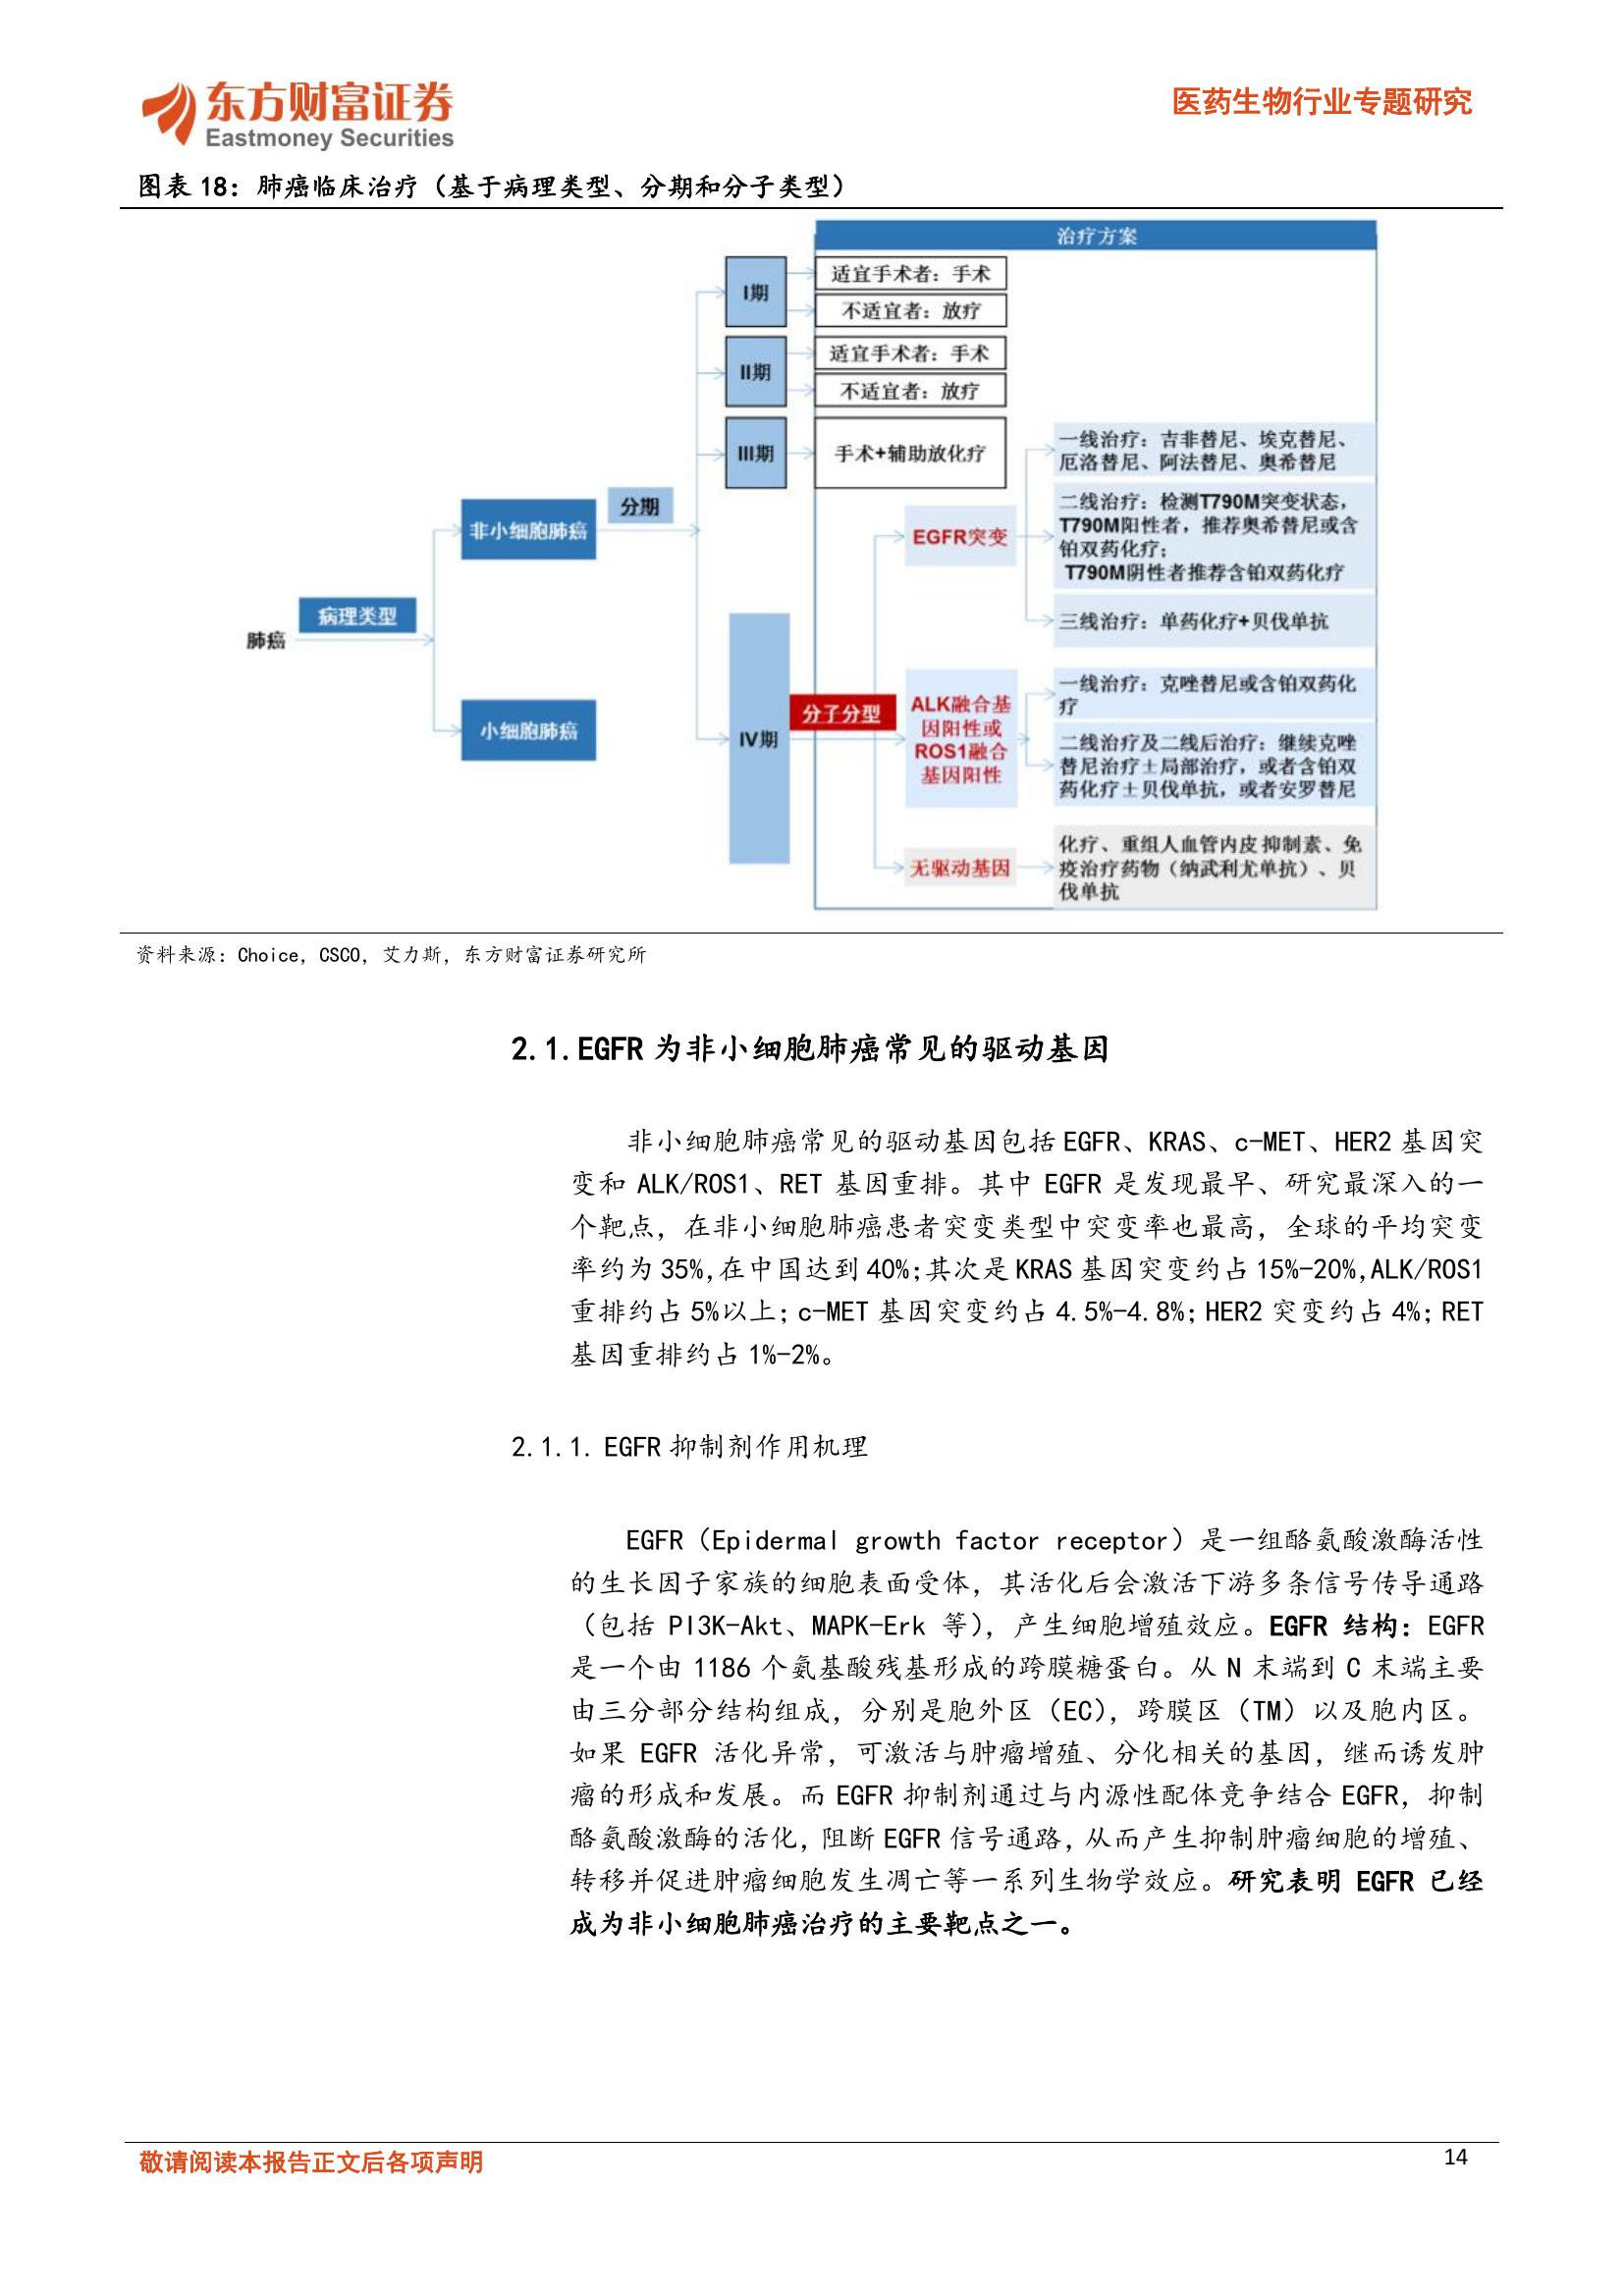 东方财富证券
Eastmoney Securities
医药生物行业专题研究
图表 18：肺癌临床治疗（基于病理类型、分期和分子类型）
治疗方案
I期
适宜手术者：手术
不适宜者：放疗
II期
适宜手术者：手术
不适宜者：放疗
III期
手术+辅助放化疗
一线治疗：吉非替尼、埃克替尼、
厄洛替尼、阿法替尼、奥希替尼
分期
非小细胞肺癌
EGFR突变
二线治疗：检测T790M突变状态，
T790M阳性者，推荐奥希替尼或含
铂双药化疗；
T790M阴性者推荐含铂双药化疗
三线治疗：单药化疗+贝伐单抗
病理类型
肺癌
小细胞肺癌
IV期
分子分型
ALK融合基
因阳性或
ROS1融合
基因阳性
一线治疗：克唑替尼或含铂双药化
疗
二线治疗及二线后治疗：继续克唑
替尼治疗±局部治疗，或者含铂双
药化疗±贝伐单抗，或者安罗替尼
无驱动基因
化疗、重组人血管内皮抑制素、免
疫治疗药物（纳武利尤单抗）、贝
伐单抗
资料来源：Choice，CSCO，艾力斯，东方财富证券研究所
2.1.EGFR 为非小细胞肺癌常见的驱动基因
非小细胞肺癌常见的驱动基因包括 EGFR、KRAS、c-MET、HER2 基因突
变和 ALK/ROS1、RET 基因重排。其中 EGFR 是发现最早、研究最深入的一
个靶点，在非小细胞肺癌患者突变类型中突变率也最高，全球的平均突变
率约为 35%,在中国达到 40%;其次是 KRAS 基因突变约占 15%-20%,ALK/ROS1
重排约占 5%以上；c-MET 基因突变约占 4.5%-4.8%；HER2 突变约占 4%；RET
基因重排约占 1%-2%。
2.1.1. EGFR 抑制剂作用机理
EGFR（Epidermal growth factor receptor）是一组酪氨酸激酶活性
的生长因子家族的细胞表面受体，其活化后会激活下游多条信号传导通路
（包括 PI3K-Akt、MAPK-Erk 等），产生细胞增殖效应。EGFR 结构：EGFR
是一个由 1186 个氨基酸残基形成的跨膜糖蛋白。从 N 末端到 C 末端主要
由三分部分结构组成，分别是胞外区（EC），跨膜区（TM）以及胞内区。
如果 EGFR 活化异常，可激活与肿瘤增殖、分化相关的基因，继而诱发肿
瘤的形成和发展。而 EGFR 抑制剂通过与内源性配体竞争结合 EGFR，抑制
酪氨酸激酶的活化，阻断 EGFR 信号通路，从而产生抑制肿瘤细胞的增殖、
转移并促进肿瘤细胞发生凋亡等一系列生物学效应。研究表明 EGFR 已经
成为非小细胞肺癌治疗的主要靶点之一。
敬请阅读本报告正文后各项声明
14